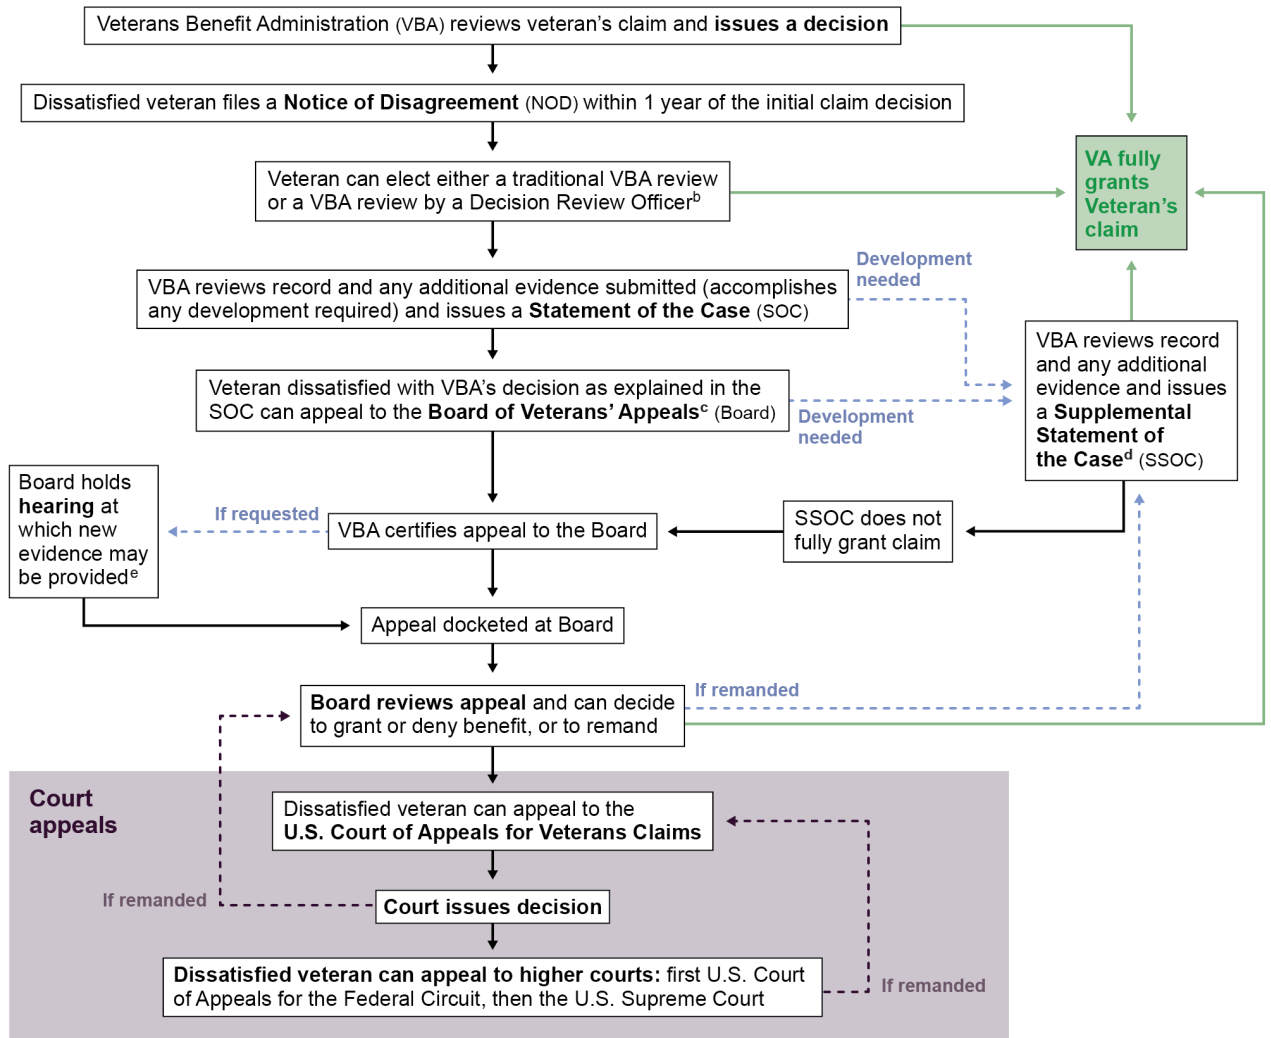 Veterans Benefit Administration (VBA) reviews veteran’s claim and issues a decision
Dissatisfied veteran files a Notice of Disagreement (NOD) within 1 year of the initial claim decision
VA fully
grants
Veteran’s
claim
Veteran can elect either a traditional VBA review
or a VBA review by a Decision Review Officerb
Development
needed
VBA reviews record and any additional evidence submitted (accomplishes
any development required) and issues a Statement of the Case (SOC)
VBA reviews record
and any additional
evidence and issues
a Supplemental
Statement of
the Cased (SSOC)
Veteran dissatisfied with VBA’s decision as explained in the
SOC can appeal to the Board of Veterans’ Appealsc (Board)
Development
needed
Board holds
hearing at
which new
evidence may
be providede
If requested
VBA certifies appeal to the Board
SSOC does not
fully grant claim
Appeal docketed at Board
Board reviews appeal and can decide
to grant or deny benefit, or to remand
If remanded
Court
appeals
Dissatisfied veteran can appeal to the
U.S. Court of Appeals for Veterans Claims
If remanded
Court issues decision
Dissatisfied veteran can appeal to higher courts: first U.S. Court
of Appeals for the Federal Circuit, then the U.S. Supreme Court
If remanded